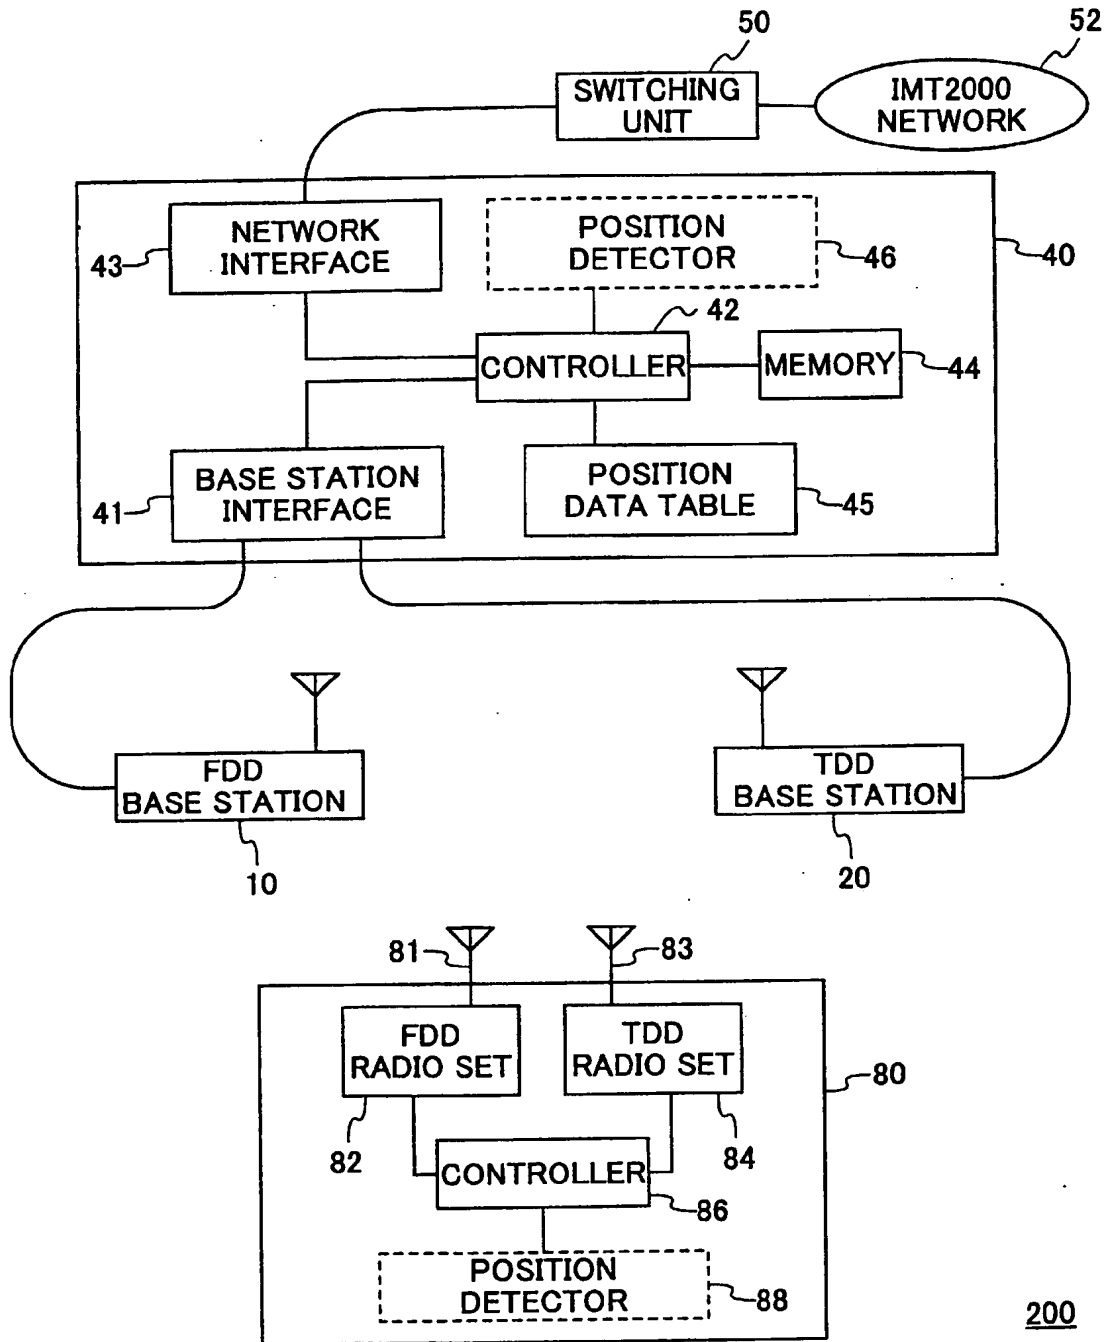 50
52
SWITCHING
UNIT
IMT2000
NETWORK
NETWORK
INTERFACE
43
POSITION
DETECTOR
46
40
42
CONTROLLER
MEMORY
44
BASE STATION
INTERFACE
41
POSITION
DATA TABLE
45
FDD
BASE STATION
10
TDD
BASE STATION
20
81
83
FDD
RADIO SET
82
TDD
RADIO SET
84
80
CONTROLLER
86
POSITION
DETECTOR
88
200